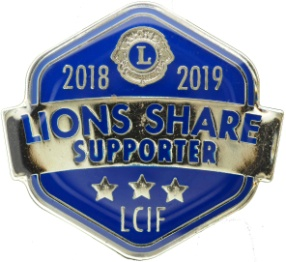 L
2018 2019
LIONS SHARE
SUPPORTER
LCIF